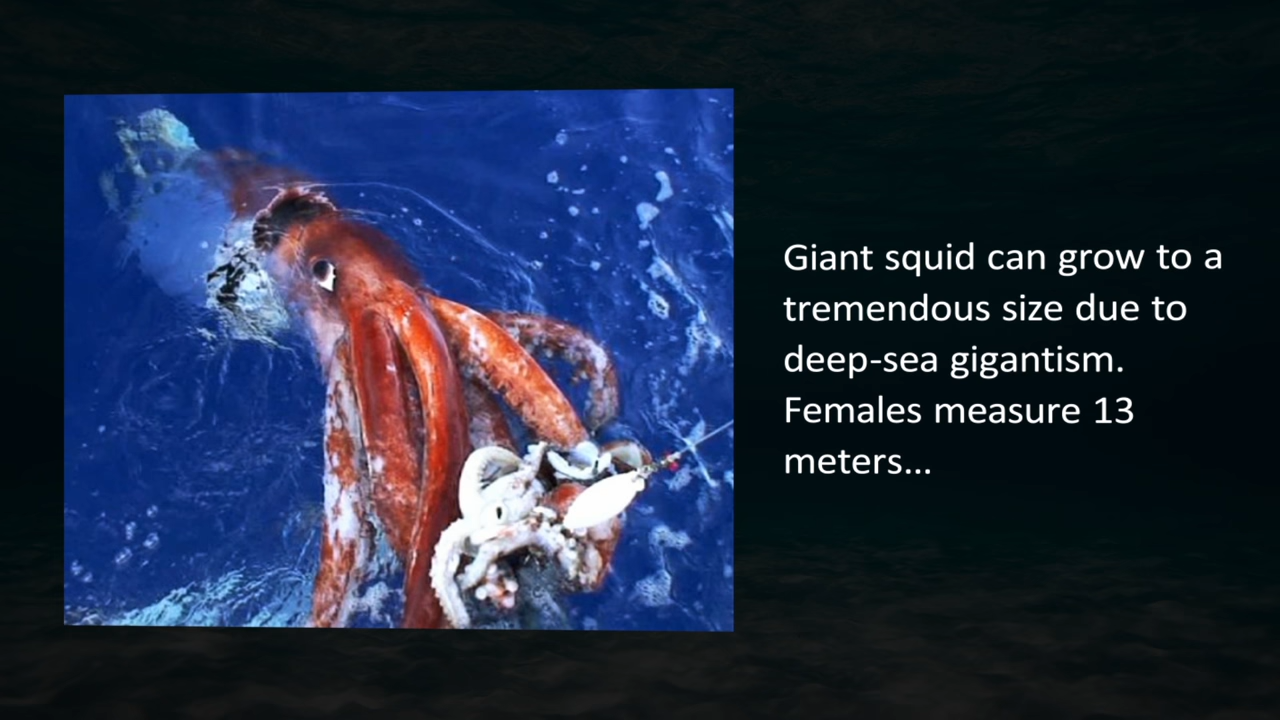 Giant squid can grow to a
tremendous size due to
deep-sea gigantism.
Females measure 13
meters...